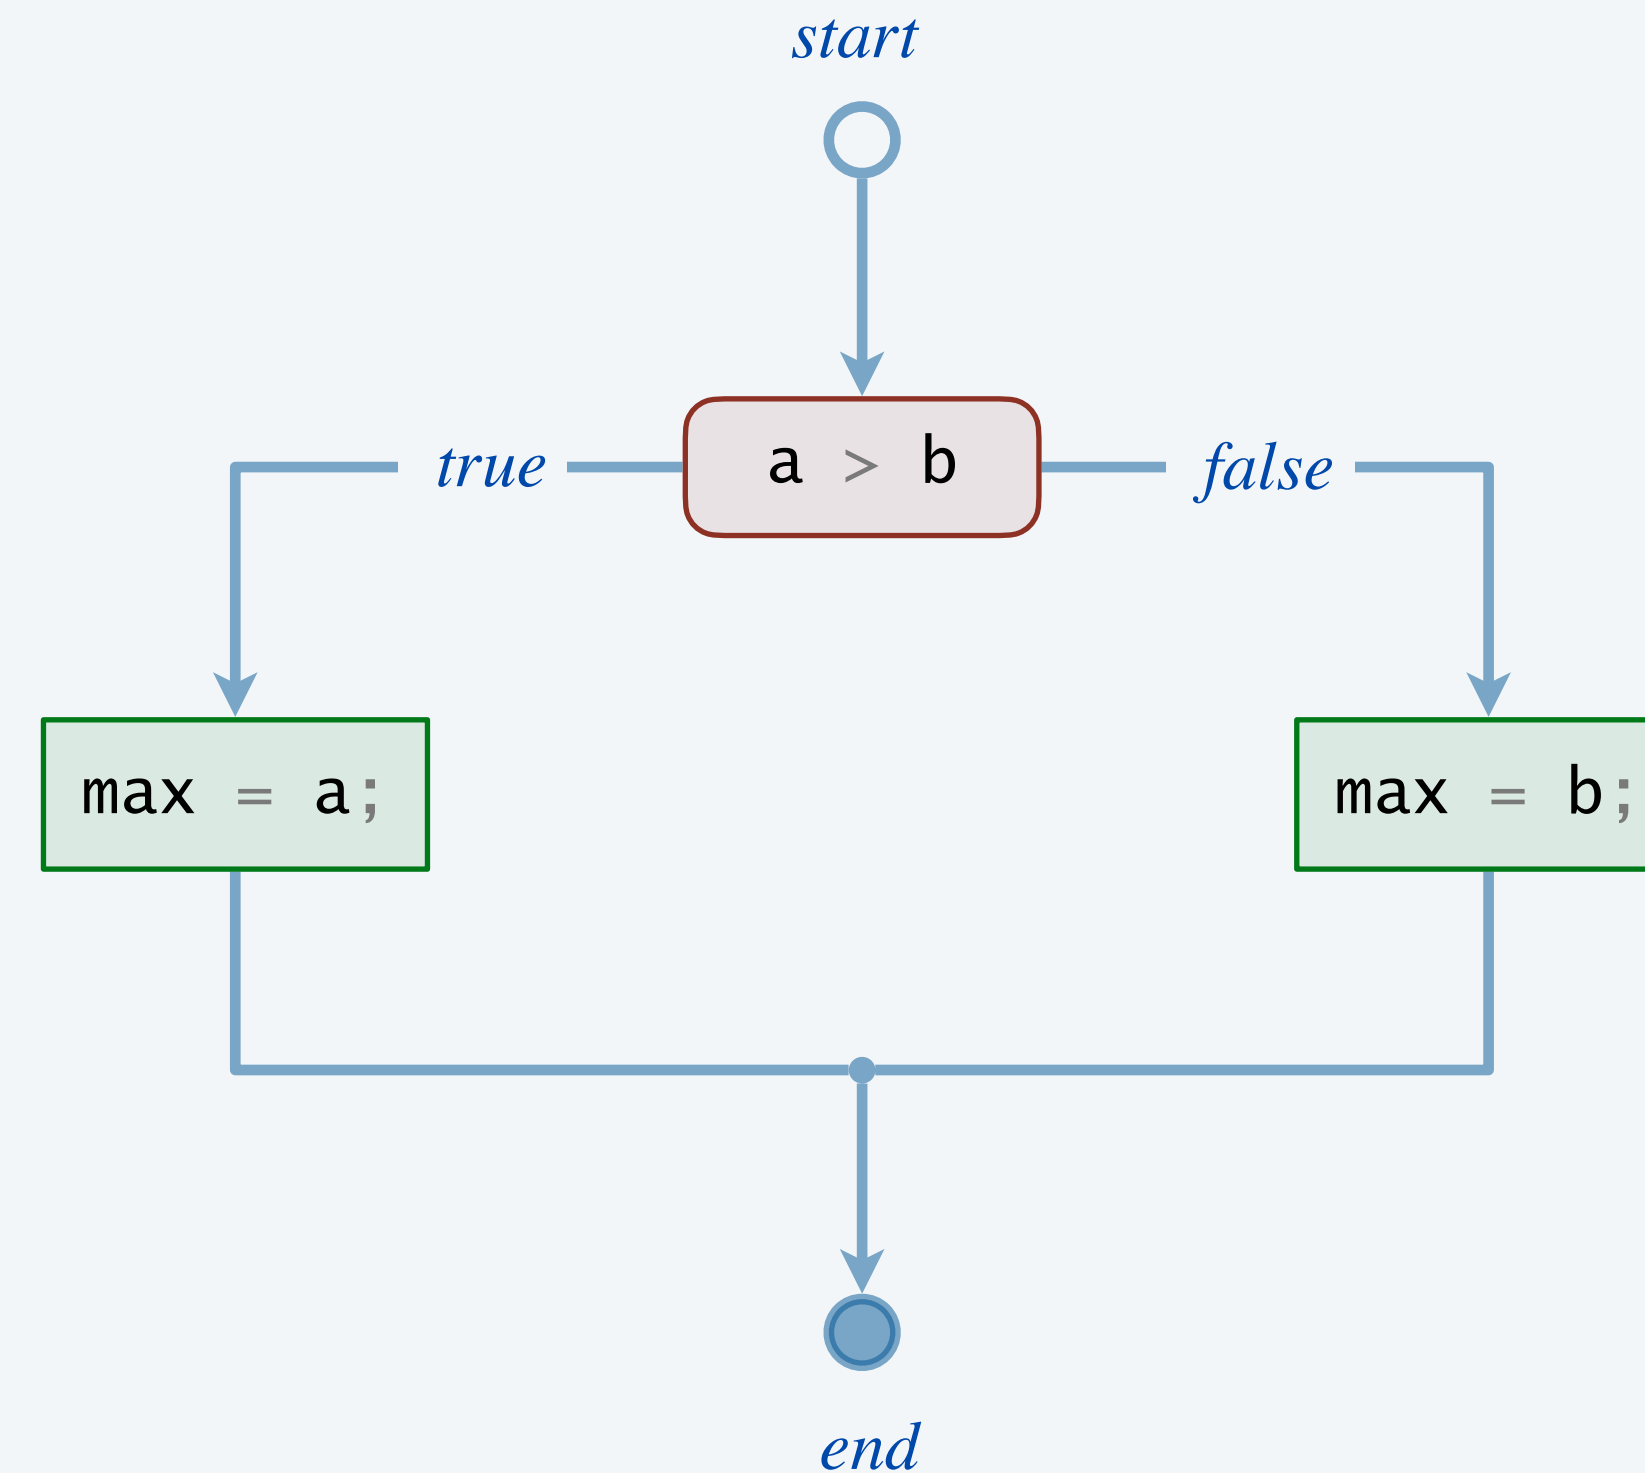 start
true
a > b
false
max = a;
max = b;
end